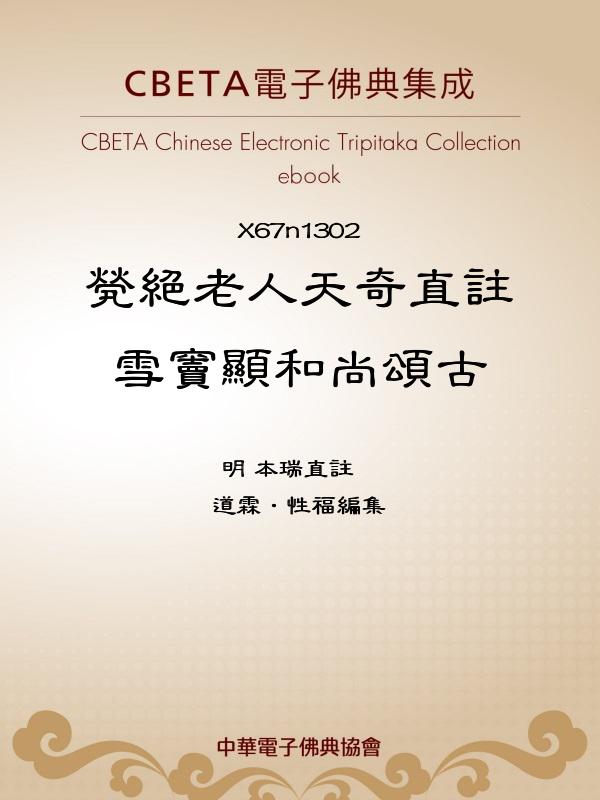 CBETA電子佛典集成
CBETA Chinese Electronic Tripitaka Collection
ebook
X67n1302
焭絕老人天奇直註
雪竇顯和尚頌古
明 本瑞直註
道霖．性福編集
中華電子佛典協會